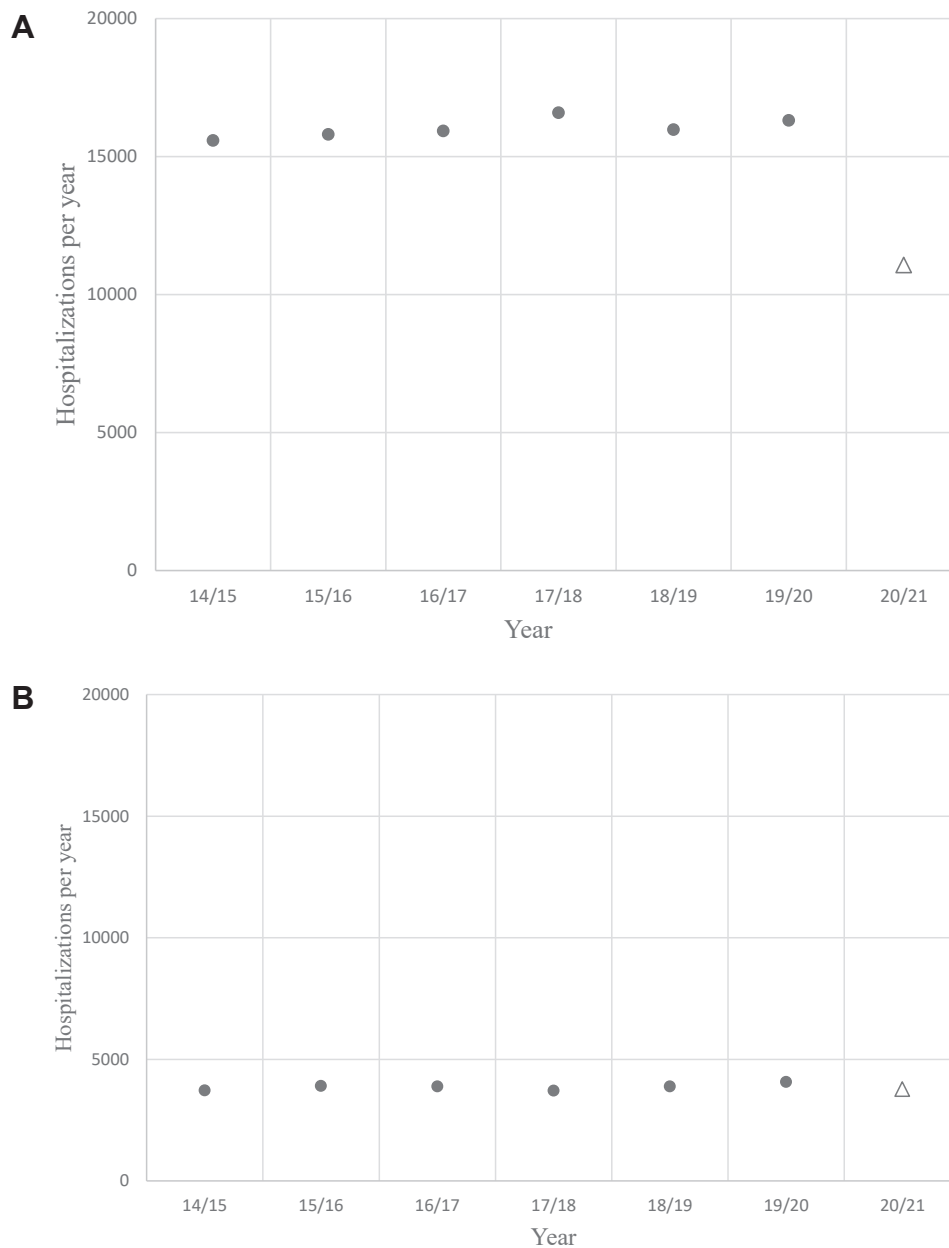 A
20000
15000
10000
5000
0
Hospitalizations per year
14/15 15/16 16/17 17/18 18/19 19/20 20/21
Year
B
20000
15000
10000
5000
0
Hospitalizations per year
14/15 15/16 16/17 17/18 18/19 19/20 20/21
Year